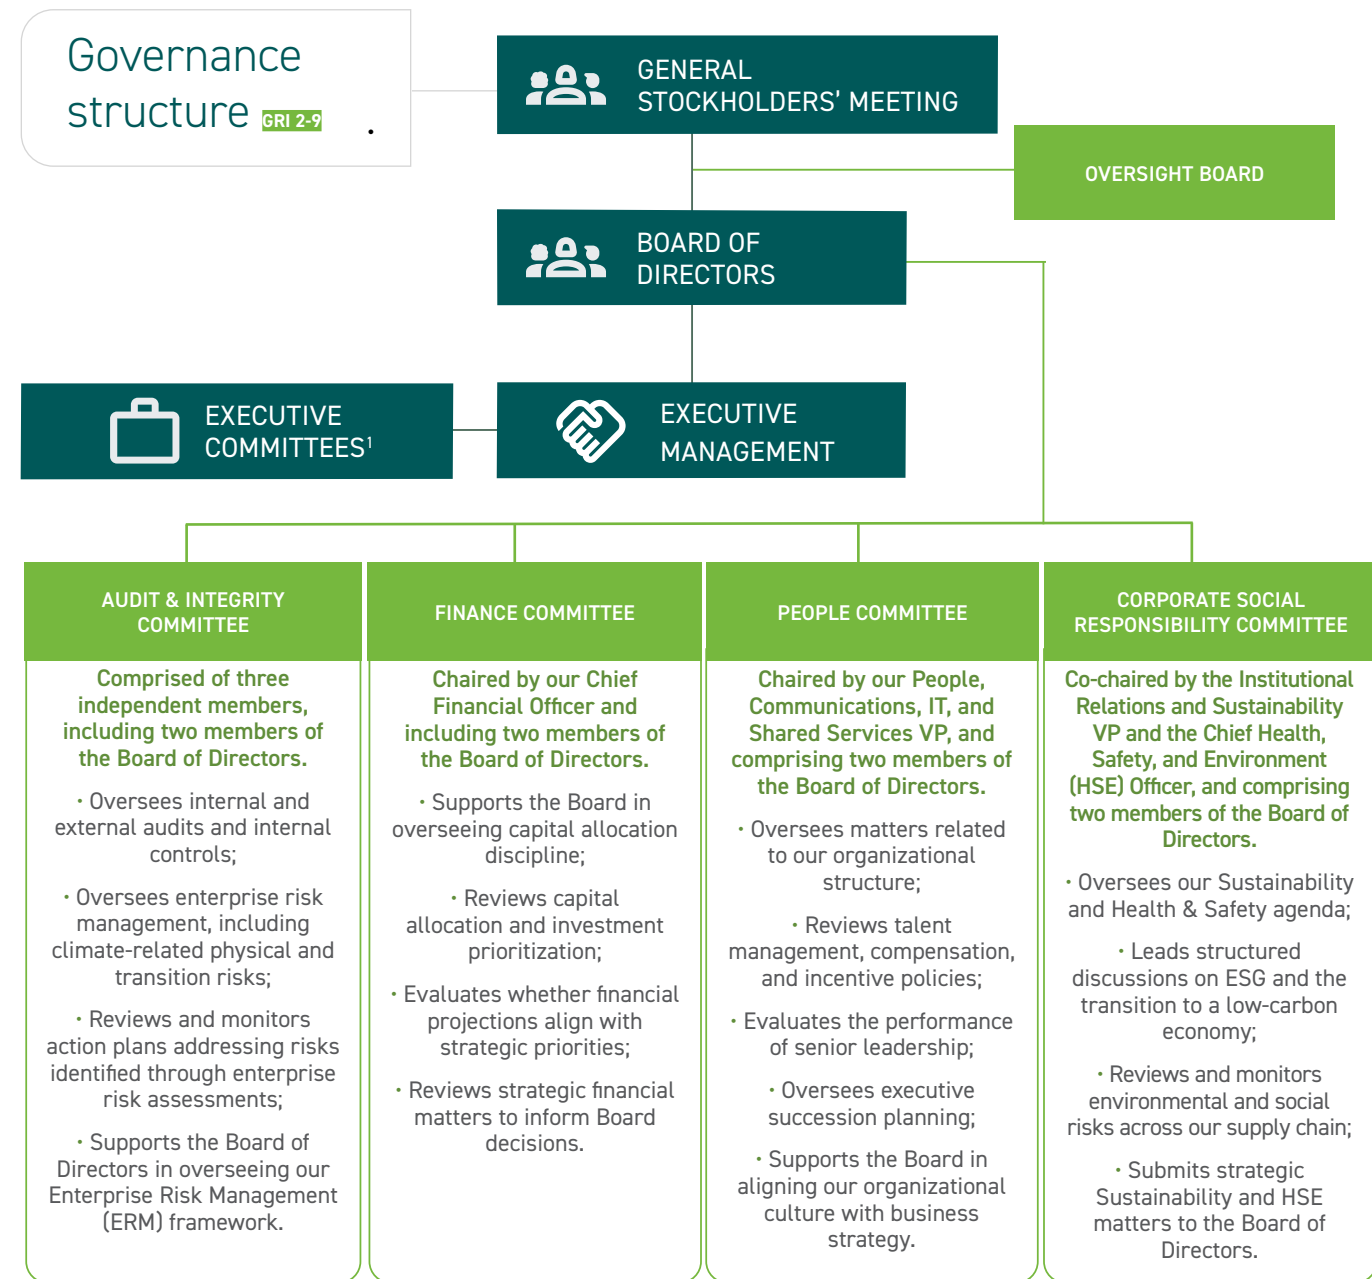 Governance
structure GRI 2-9 .
GENERAL
STOCKHOLDERS’ MEETING
OVERSIGHT BOARD
BOARD OF
DIRECTORS
EXECUTIVE
COMMITTEES¹
EXECUTIVE
MANAGEMENT
AUDIT & INTEGRITY
COMMITTEE
Comprised of three
independent members,
including two members of
the Board of Directors.
· Oversees internal and
external audits and internal
controls;
· Oversees enterprise risk
management, including
climate-related physical and
transition risks;
· Reviews and monitors
action plans addressing risks
identified through enterprise
risk assessments;
· Supports the Board of
Directors in overseeing our
Enterprise Risk Management
(ERM) framework.
FINANCE COMMITTEE
Chaired by our Chief
Financial Officer and
including two members of
the Board of Directors.
· Supports the Board in
overseeing capital allocation
discipline;
· Reviews capital
allocation and investment
prioritization;
· Evaluates whether financial
projections align with
strategic priorities;
· Reviews strategic financial
matters to inform Board
decisions.
PEOPLE COMMITTEE
Chaired by our People,
Communications, IT, and
Shared Services VP, and
comprising two members of
the Board of Directors.
· Oversees matters related
to our organizational
structure;
· Reviews talent
management, compensation,
and incentive policies;
· Evaluates the performance
of senior leadership;
· Oversees executive
succession planning;
· Supports the Board in
aligning our organizational
culture with business
strategy.
CORPORATE SOCIAL
RESPONSIBILITY COMMITTEE
Co-chaired by the Institutional
Relations and Sustainability
VP and the Chief Health,
Safety, and Environment
(HSE) Officer, and comprising
two members of the Board of
Directors.
· Oversees our Sustainability
and Health & Safety agenda;
· Leads structured
discussions on ESG and the
transition to a low-carbon
economy;
· Reviews and monitors
environmental and social
risks across our supply chain;
· Submits strategic
Sustainability and HSE
matters to the Board of
Directors.